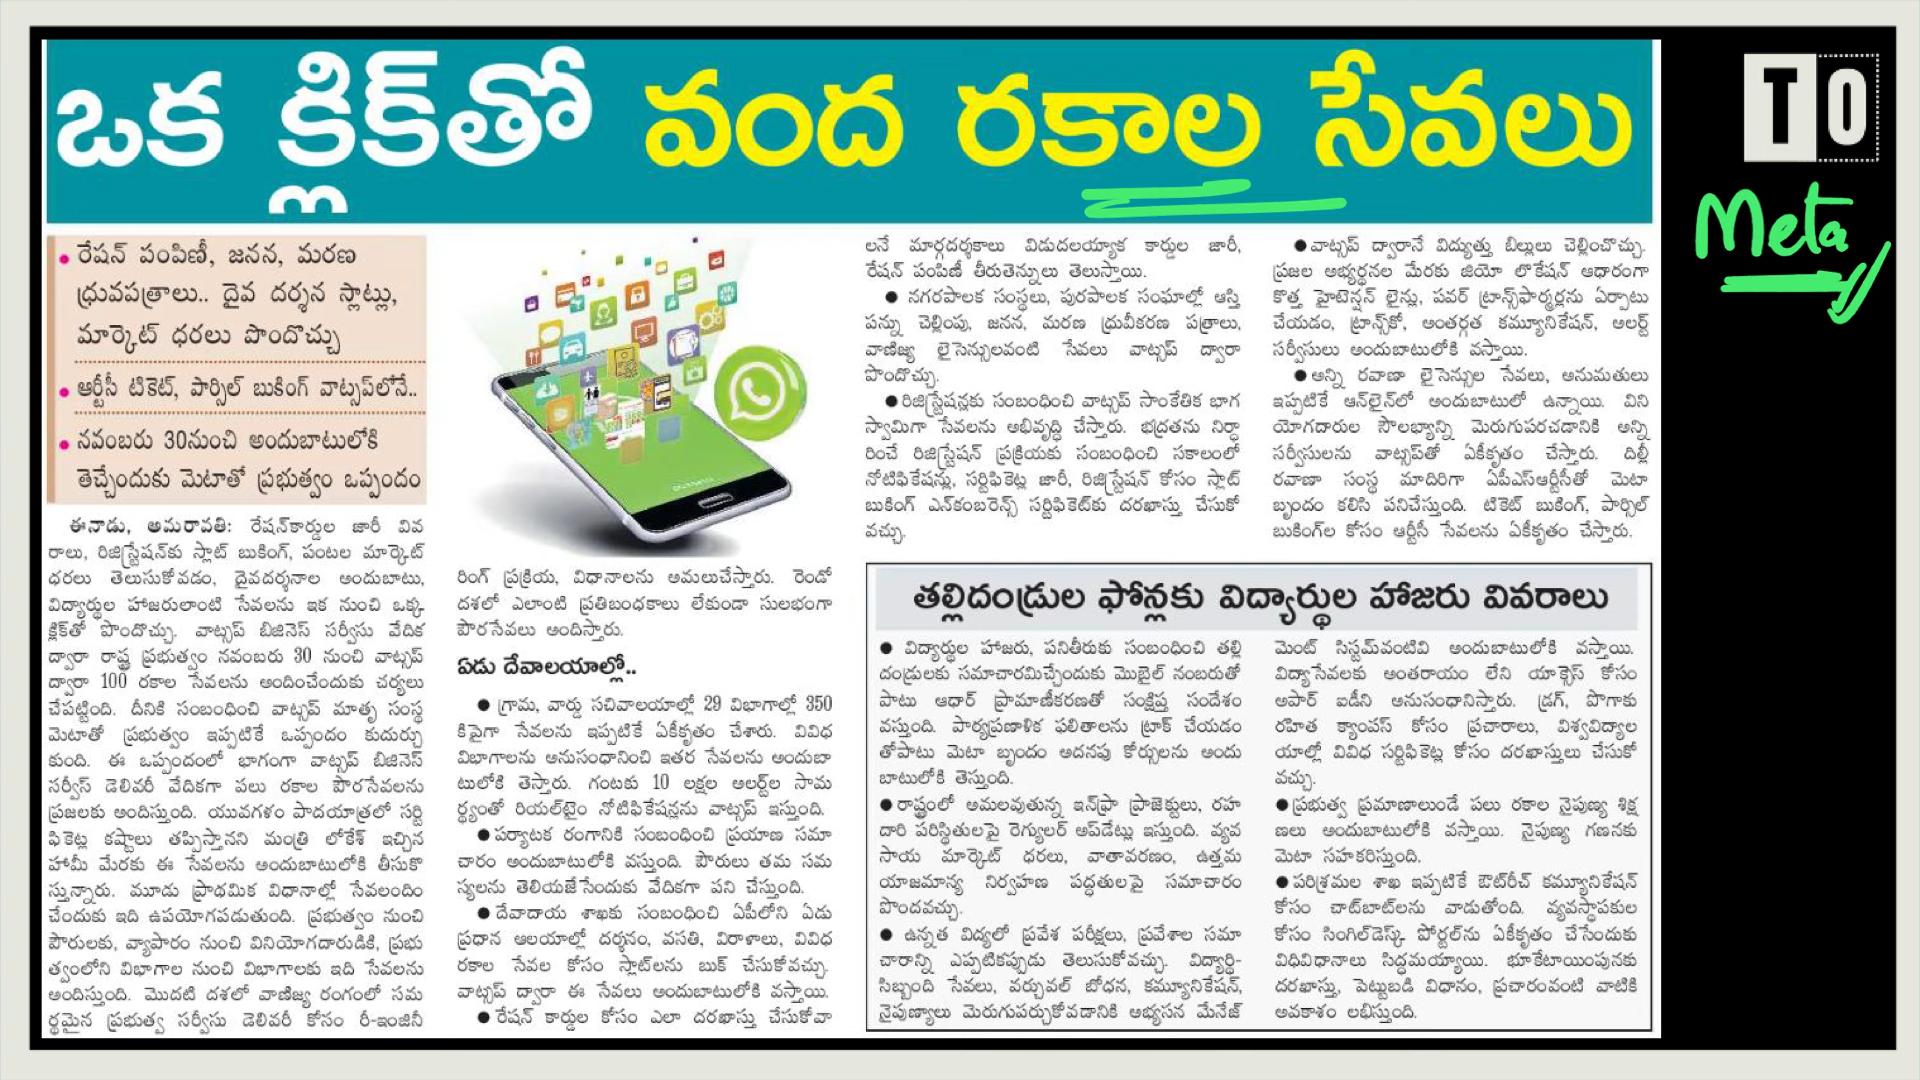 ఒక క్లిక్‌తో వంద రకాల సేవలు
TO
Meta
• రేషన్ పంపిణీ, జనన, మరణ
ధ్రువపత్రాలు.. దైవ దర్శన స్లాట్లు,
మార్కెట్ ధరలు పొందొచ్చు
• ఆర్టీసీ టికెట్, పార్సిల్ బుకింగ్ వాట్సప్‌లోనే..
• నవంబరు 30నుంచి అందుబాటులోకి
తెచ్చేందుకు మెటాతో ప్రభుత్వం ఒప్పందం
ఈనాడు, అమరావతి: రేషన్‌కార్డుల జారీ వివ
రాలు, రిజిస్ట్రేషన్‌కు స్లాట్ బుకింగ్, పంటల మార్కెట్
ధరలు తెలుసుకోవడం, దైవదర్శనాల అందుబాటు,
విద్యార్థుల హాజరులాంటి సేవలను ఇక నుంచి ఒక్క
క్లిక్‌తో పొందొచ్చు. వాట్సప్ బిజినెస్ సర్వీసు వేదిక
ద్వారా రాష్ట్ర ప్రభుత్వం నవంబరు 30 నుంచి వాట్సప్
ద్వారా 100 రకాల సేవలను అందించేందుకు చర్యలు
చేపట్టింది. దీనికి సంబంధించి వాట్సప్ మాతృ సంస్థ
మెటాతో ప్రభుత్వం ఇప్పటికే ఒప్పందం కుదుర్చు
కుంది. ఈ ఒప్పందంలో భాగంగా వాట్సప్ బిజినెస్
సర్వీస్ డెలివరీ వేదికగా పలు రకాల పౌరసేవలను
ప్రజలకు అందిస్తుంది. యువగళం పాదయాత్రలో సర్టి
ఫికెట్ల కష్టాలు తప్పిస్తానని మంత్రి లోకేశ్ ఇచ్చిన
హామీ మేరకు ఈ సేవలను అందుబాటులోకి తీసుకొ
స్తున్నారు. మూడు ప్రాథమిక విధానాల్లో సేవలందిం
చేందుకు ఇది ఉపయోగపడుతుంది. ప్రభుత్వం నుంచి
పౌరులకు, వ్యాపారం నుంచి వినియోగదారుడికి, ప్రభు
త్వంలోని విభాగాల నుంచి విభాగాలకు ఇది సేవలను
అందిస్తుంది. మొదటి దశలో వాణిజ్య రంగంలో సమ
ర్థమైన ప్రభుత్వ సర్వీసు డెలివరీ కోసం రీ-ఇంజినీ
రింగ్ ప్రక్రియ, విధానాలను అమలుచేస్తారు. రెండో
దశలో ఎలాంటి ప్రతిబంధకాలు లేకుండా సులభంగా
పౌరసేవలు అందిస్తారు.
ఏడు దేవాలయాల్లో..
● గ్రామ, వార్డు సచివాలయాల్లో 29 విభాగాల్లో 350
కిపైగా సేవలను ఇప్పటికే ఏకీకృతం చేశారు. వివిధ
విభాగాలను అనుసంధానించి ఇతర సేవలను అందుబా
టులోకి తెస్తారు. గంటకు 10 లక్షల అలర్ట్‌ల సామ
ర్థ్యంతో రియల్‌టైం నోటిఫికేషన్లను వాట్సప్ ఇస్తుంది.
● పర్యాటక రంగానికి సంబంధించి ప్రయాణ సమా
చారం అందుబాటులోకి వస్తుంది. పౌరులు తమ సమ
స్యలను తెలియజేసేందుకు వేదికగా పని చేస్తుంది.
● దేవాదాయ శాఖకు సంబంధించి ఏపీలోని ఏడు
ప్రధాన ఆలయాల్లో దర్శనం, వసతి, విరాళాలు, వివిధ
రకాల సేవల కోసం స్లాట్‌లను బుక్ చేసుకోవచ్చు.
వాట్సప్ ద్వారా ఈ సేవలు అందుబాటులోకి వస్తాయి.
● రేషన్ కార్డుల కోసం ఎలా దరఖాస్తు చేసుకోవా
లనే మార్గదర్శకాలు విడుదలయ్యాక కార్డుల జారీ,
రేషన్ పంపిణీ తీరుతెన్నులు తెలుస్తాయి.
● నగరపాలక సంస్థలు, పురపాలక సంఘాల్లో ఆస్తి
పన్ను చెల్లింపు, జనన, మరణ ధ్రువీకరణ పత్రాలు,
వాణిజ్య లైసెన్సులవంటి సేవలు వాట్సప్ ద్వారా
పొందొచ్చు.
● రిజిస్ట్రేషన్లకు సంబంధించి వాట్సప్ సాంకేతిక భాగ
స్వామిగా సేవలను అభివృద్ధి చేస్తారు. భద్రతను నిర్ధా
రించే రిజిస్ట్రేషన్ ప్రక్రియకు సంబంధించి సకాలంలో
నోటిఫికేషన్లు, సర్టిఫికెట్ల జారీ, రిజిస్ట్రేషన్ కోసం స్లాట్
బుకింగ్ ఎన్‌కంబరెన్స్ సర్టిఫికెట్‌కు దరఖాస్తు చేసుకో
వచ్చు.
● వాట్సప్ ద్వారానే విద్యుత్తు బిల్లులు చెల్లించొచ్చు.
ప్రజల అభ్యర్థనల మేరకు జియో లొకేషన్ ఆధారంగా
కొత్త హైటెన్షన్ లైన్లు, పవర్ ట్రాన్స్‌ఫార్మర్లను ఏర్పాటు
చేయడం, ట్రాన్స్‌కో, అంతర్గత కమ్యూనికేషన్, అలర్ట్
సర్వీసులు అందుబాటులోకి వస్తాయి.
● అన్ని రవాణా లైసెన్సుల సేవలు, అనుమతులు
ఇప్పటికే ఆన్‌లైన్‌లో అందుబాటులో ఉన్నాయి. విని
యోగదారుల సౌలభ్యాన్ని మెరుగుపరచడానికి అన్ని
సర్వీసులను వాట్సప్‌తో ఏకీకృతం చేస్తారు. దిల్లీ
రవాణా సంస్థ మాదిరిగా ఏపీఎస్ఆర్టీసీతో మెటా
బృందం కలిసి పనిచేస్తుంది. టికెట్ బుకింగ్, పార్సిల్
బుకింగ్‌ల కోసం ఆర్టీసీ సేవలను ఏకీకృతం చేస్తారు.
తల్లిదండ్రుల ఫోన్లకు విద్యార్థుల హాజరు వివరాలు
● విద్యార్థుల హాజరు, పనితీరుకు సంబంధించి తల్లి
దండ్రులకు సమాచారమిచ్చేందుకు మొబైల్ నంబరుతో
పాటు ఆధార్ ప్రామాణీకరణతో సంక్షిప్త సందేశం
వస్తుంది. పాఠ్యప్రణాళిక ఫలితాలను ట్రాక్ చేయడం
తోపాటు మెటా బృందం అదనపు కోర్సులను అందు
బాటులోకి తెస్తుంది.
● రాష్ట్రంలో అమలవుతున్న ఇన్‌ఫ్రా ప్రాజెక్టులు, రహ
దారి పరిస్థితులపై రెగ్యులర్ అప్‌డేట్లు ఇస్తుంది. వ్యవ
సాయ మార్కెట్ ధరలు, వాతావరణం, ఉత్తమ
యాజమాన్య నిర్వహణ పద్ధతులపై సమాచారం
పొందవచ్చు.
● ఉన్నత విద్యలో ప్రవేశ పరీక్షలు, ప్రవేశాల సమా
చారాన్ని ఎప్పటికప్పుడు తెలుసుకోవచ్చు. విద్యార్థి-
సిబ్బంది సేవలు, వర్చువల్ బోధన, కమ్యూనికేషన్,
నైపుణ్యాలు మెరుగుపర్చుకోవడానికి అభ్యసన మేనేజ్
మెంట్ సిస్టమ్‌వంటివి అందుబాటులోకి వస్తాయి.
విద్యాసేవలకు అంతరాయం లేని యాక్సెస్ కోసం
అపార్ ఐడీని అనుసంధానిస్తారు. డ్రగ్, పొగాకు
రహిత క్యాంపస్ కోసం ప్రచారాలు, విశ్వవిద్యాల
యాల్లో వివిధ సర్టిఫికెట్ల కోసం దరఖాస్తులు చేసుకో
వచ్చు.
● ప్రభుత్వ ప్రమాణాలుండే పలు రకాల నైపుణ్య శిక్ష
ణలు అందుబాటులోకి వస్తాయి. నైపుణ్య గణనకు
మెటా సహకరిస్తుంది.
● పరిశ్రమల శాఖ ఇప్పటికే ఔట్‌రీచ్ కమ్యూనికేషన్
కోసం చాట్‌బాట్‌లను వాడుతోంది. వ్యవస్థాపకుల
కోసం సింగిల్‌డెస్క్ పోర్టల్‌ను ఏకీకృతం చేసేందుకు
విధివిధానాలు సిద్ధమయ్యాయి. భూకేటాయింపునకు
దరఖాస్తు, పెట్టుబడి విధానం, ప్రచారంవంటి వాటికి
అవకాశం లభిస్తుంది.